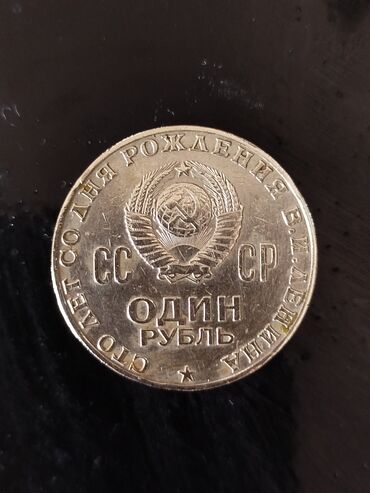 СТО ЛЕТ СО ДНЯ РОЖДЕНИЯ В.И.ЛЕНИНА
СС СР
ОДИН
РУБЛЬ